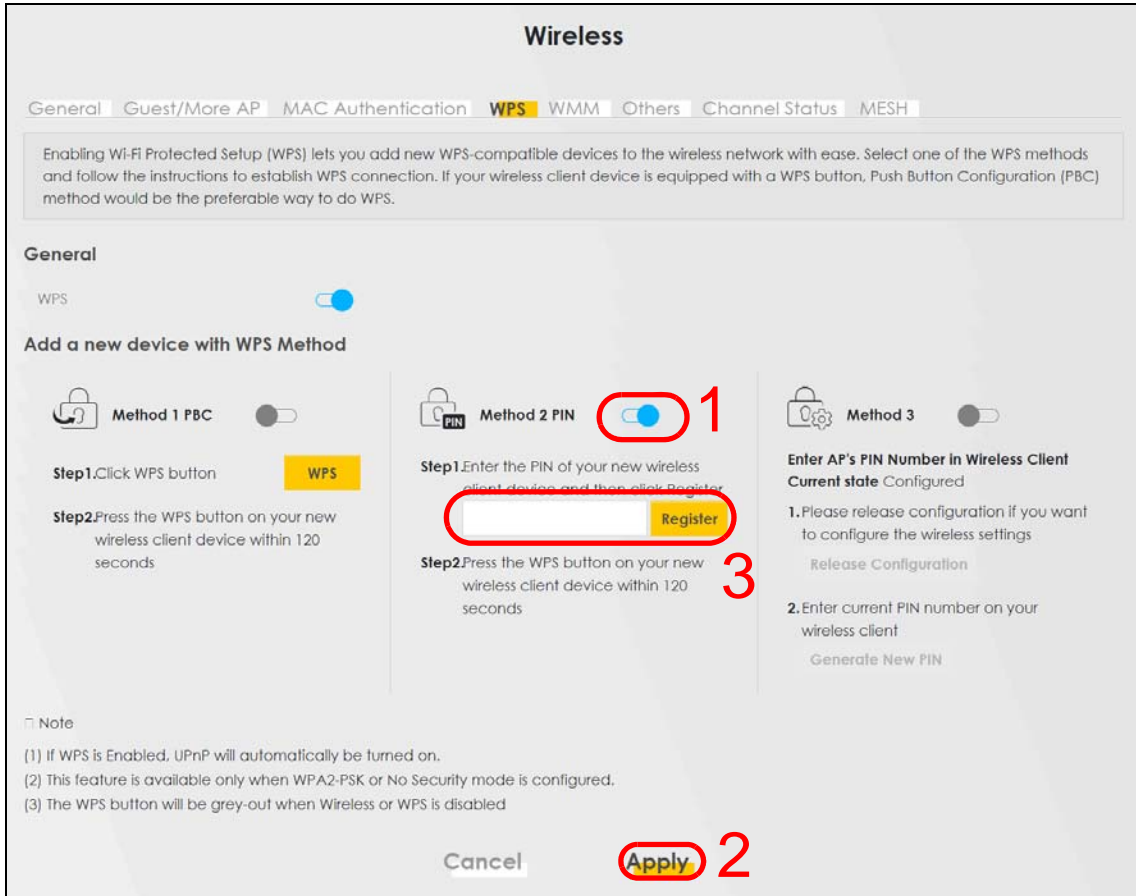 Wireless
General Guest/More AP MAC Authentication WPS WMM Others Channel Status MESH
Enabling Wi-Fi Protected Setup (WPS) lets you add new WPS-compatible devices to the wireless network with ease. Select one of the WPS methods
and follow the instructions to establish WPS connection. If your wireless client device is equipped with a WPS button, Push Button Configuration (PBC)
method would be the preferable way to do WPS.
General
WPS
Add a new device with WPS Method
Method 1 PBC
Step1.Click WPS button
WPS
Step2.Press the WPS button on your new
wireless client device within 120
seconds
PIN
Method 2 PIN
1
Step1.Enter the PIN of your new wireless
client device and then click Register
Register
3
Step2.Press the WPS button on your new
wireless client device within 120
seconds
Method 3
Enter AP's PIN Number in Wireless Client
Current state Configured
1.Please release configuration if you want
to configure the wireless settings
Release Configuration
2.Enter current PIN number on your
wireless client
Generate New PIN
Note
(1) If WPS is Enabled, UPnP will automatically be turned on.
(2) This feature is available only when WPA2-PSK or No Security mode is configured.
(3) The WPS button will be grey-out when Wireless or WPS is disabled
Cancel
Apply
2